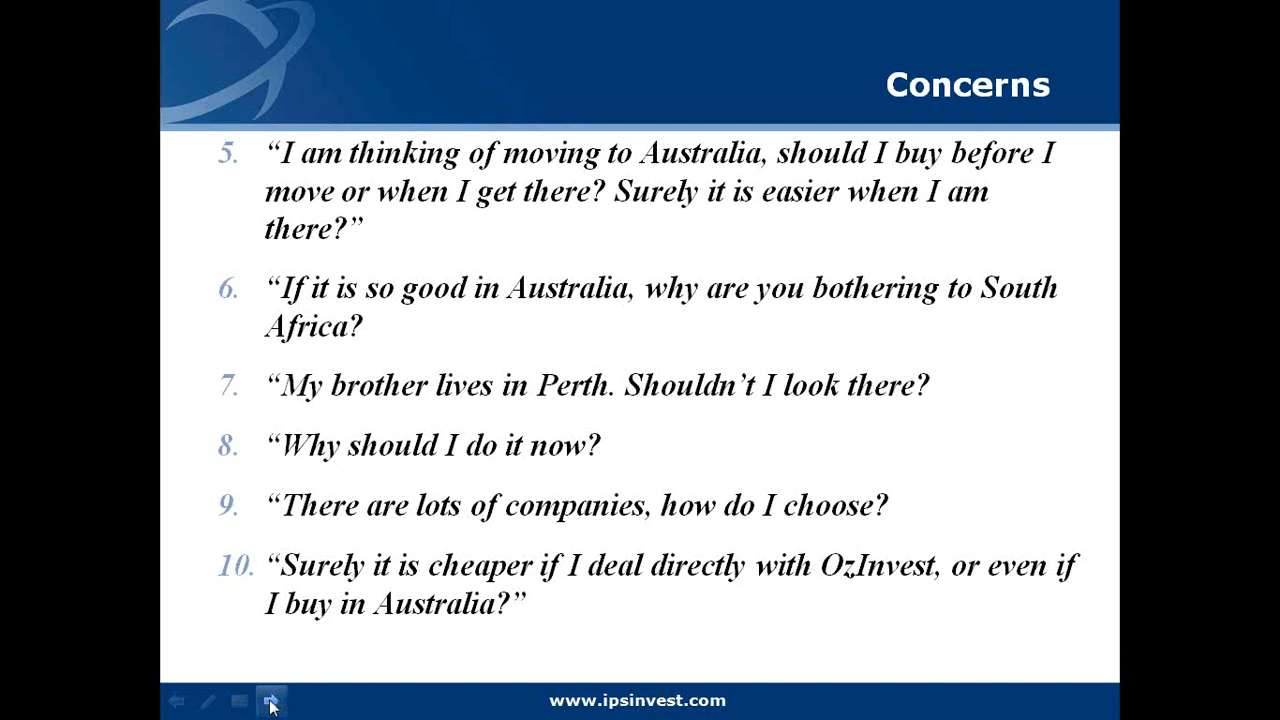 Concerns
5. “I am thinking of moving to Australia, should I buy before I
move or when I get there? Surely it is easier when I am
there?”
6. “If it is so good in Australia, why are you bothering to South
Africa?
7. “My brother lives in Perth. Shouldn’t I look there?
8. “Why should I do it now?
9. “There are lots of companies, how do I choose?
10. “Surely it is cheaper if I deal directly with OzInvest, or even if
I buy in Australia?”
www.ipsinvest.com